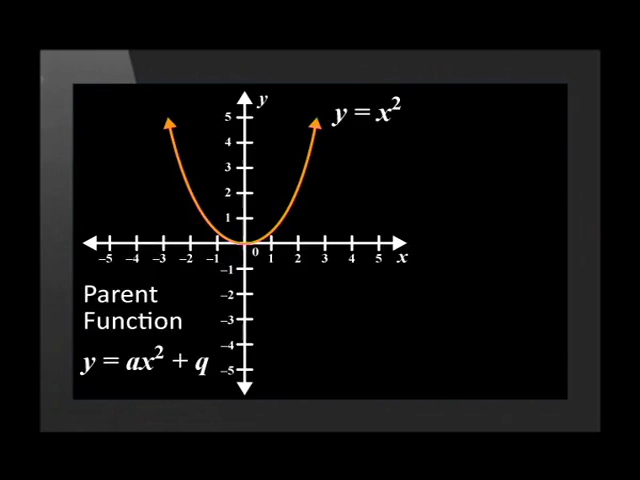 y
y = x²
5
4
3
2
1
–5 –4 –3 –2 –1 0 1 2 3 4 5 x
–1
–2
–3
–4
–5
Parent
Function
y = ax² + q